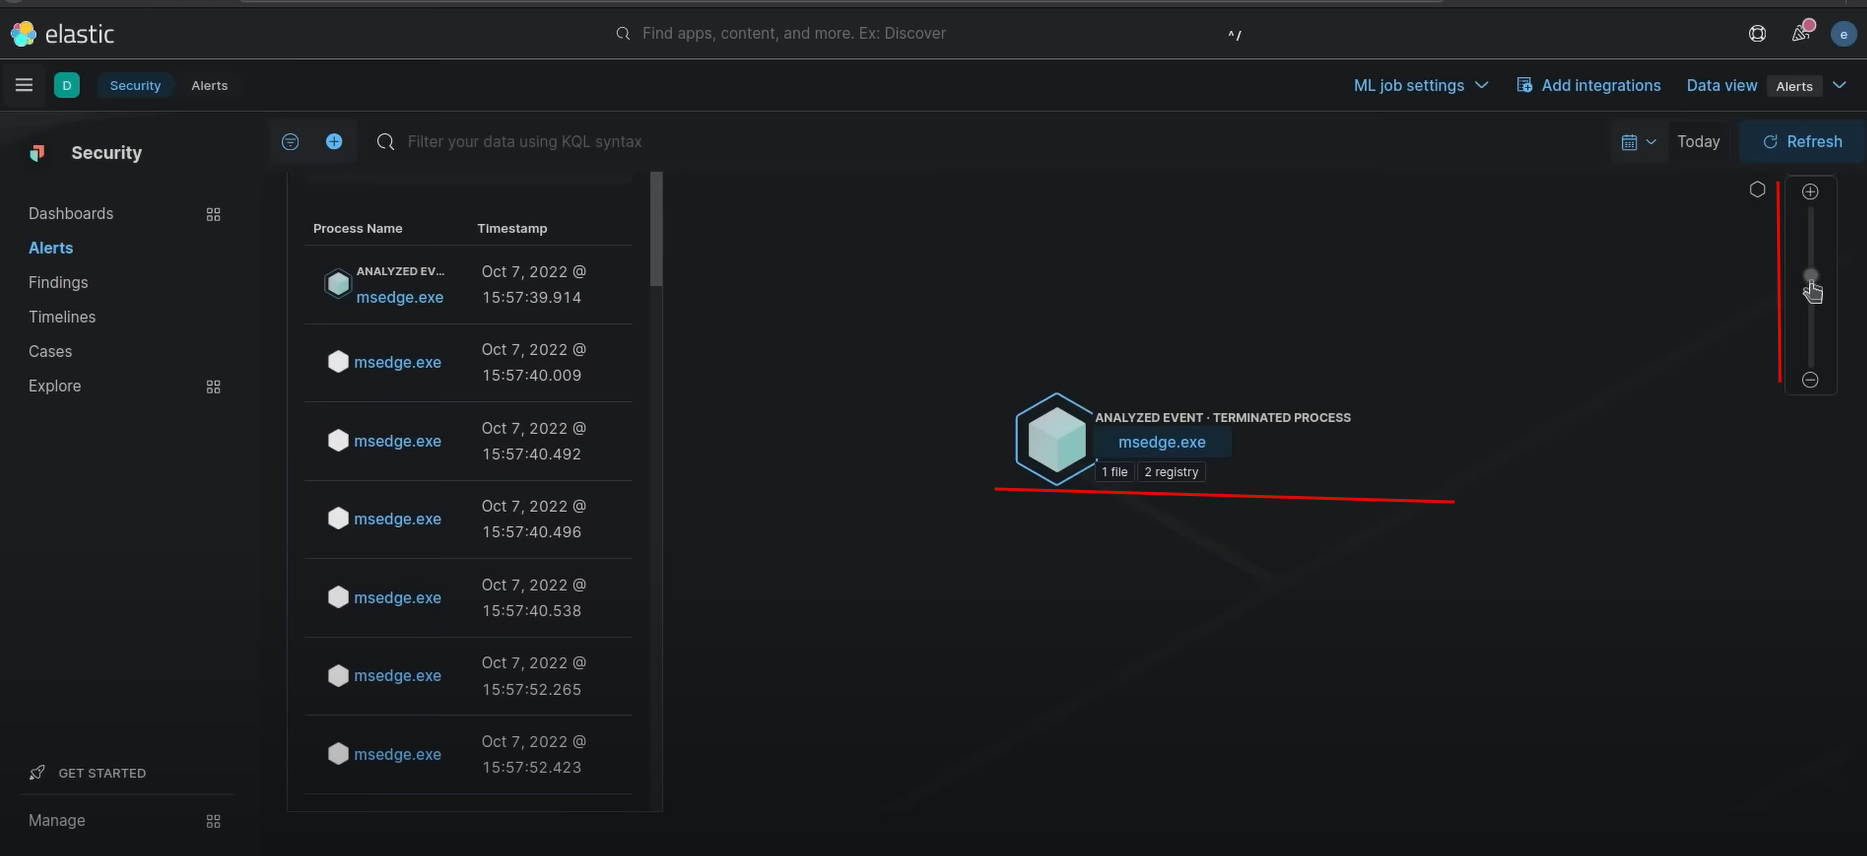 elastic
Find apps, content, and more. Ex: Discover
^/
e
D
Security
Alerts
ML job settings
Add integrations
Data view
Alerts
Security
Filter your data using KQL syntax
Today
Refresh
Dashboards
Alerts
Findings
Timelines
Cases
Explore
GET STARTED
Manage
Process Name
Timestamp
ANALYZED EV...
msedge.exe
Oct 7, 2022 @
15:57:39.914
msedge.exe
Oct 7, 2022 @
15:57:40.009
msedge.exe
Oct 7, 2022 @
15:57:40.492
msedge.exe
Oct 7, 2022 @
15:57:40.496
msedge.exe
Oct 7, 2022 @
15:57:40.538
msedge.exe
Oct 7, 2022 @
15:57:52.265
msedge.exe
Oct 7, 2022 @
15:57:52.423
ANALYZED EVENT · TERMINATED PROCESS
msedge.exe
1 file
2 registry